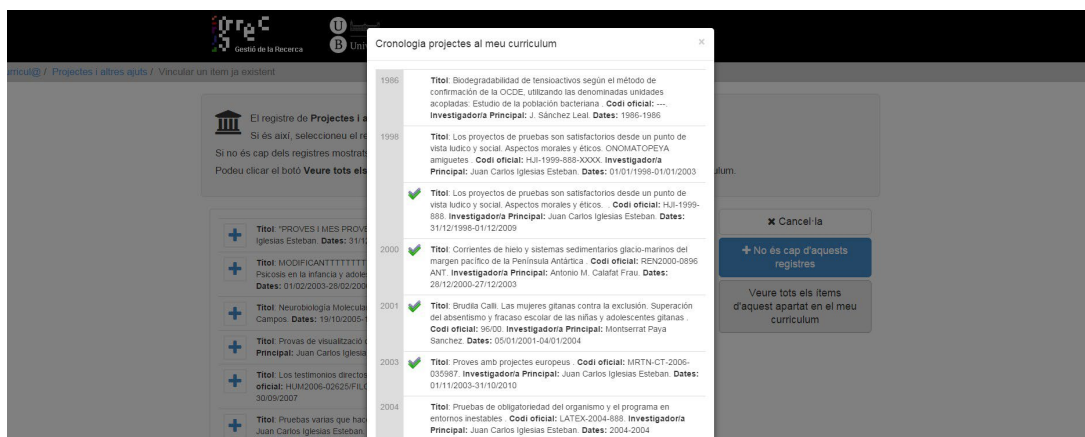 Gestió de la Recerca
U
B Uni
Cronologia projectes al meu curriculum
×
rricul@ / Projectes i altres ajuts / Vincular un ítem ja existent
El registre de Projectes i a
Si és així, seleccioneu el re
Si no és cap dels registres mostrats
Podeu clicar el botó Veure tots els
ulum.
1986
Títol: Biodegradabilidad de tensioactivos según el método de
confirmación de la OCDE, utilizando las denominadas unidades
acopladas: Estudio de la población bacteriana . Codi oficial: ---.
Investigador/a Principal: J. Sánchez Leal. Dates: 1986-1986
1998
Títol: Los proyectos de pruebas son satisfactorios desde un punto de
vista ludico y social. Aspectos morales y éticos. ONOMATOPEYA
amiguetes . Codi oficial: HJI-1999-888-XXXX. Investigador/a
Principal: Juan Carlos Iglesias Esteban. Dates: 01/01/1998-01/01/2003
Títol: Los proyectos de pruebas son satisfactorios desde un punto de
vista ludico y social. Aspectos morales y éticos. . Codi oficial: HJI-1999-
888. Investigador/a Principal: Juan Carlos Iglesias Esteban. Dates:
31/12/1998-01/12/2009
2000
Títol: Corrientes de hielo y sistemas sedimentarios glacio-marinos del
margen pacífico de la Península Antártica . Codi oficial: REN2000-0896
ANT. Investigador/a Principal: Antonio M. Calafat Frau. Dates:
28/12/2000-27/12/2003
2001
Títol: Brudila Calli. Las mujeres gitanas contra la exclusión. Superación
del absentismo y fracaso escolar de las niñas y adolescentes gitanas .
Codi oficial: 96/00. Investigador/a Principal: Montserrat Paya
Sanchez. Dates: 05/01/2001-04/01/2004
2003
Títol: Proves amb projectes europeus . Codi oficial: MRTN-CT-2006-
035987. Investigador/a Principal: Juan Carlos Iglesias Esteban. Dates:
01/11/2003-31/10/2010
2004
Títol: Pruebas de obligatoriedad del organismo y el programa en
entornos inestables . Codi oficial: LATEX-2004-888. Investigador/a
Principal: Juan Carlos Iglesias Esteban. Dates: 2004-2004
Títol: "PROVES I MES PROVE
Iglesias Esteban. Dates: 31/1
Títol: MODIFICANTTTTTTTT
Psicosis en la infancia y adole
Dates: 01/02/2003-28/02/200
Títol: Neurobiología Molecula
Campos. Dates: 19/10/2005-1
Títol: Provas de visualització d
Principal: Juan Carlos Iglesia
Títol: Los testimonios directos
oficial: HUM2006-02625/FILO
30/09/2007
Títol: Pruebas varias que hac
Juan Carlos Iglesias Esteban.
✖ Cancel·la
+ No és cap d'aquests
registres
Veure tots els ítems
d'aquest apartat en el meu
curriculum